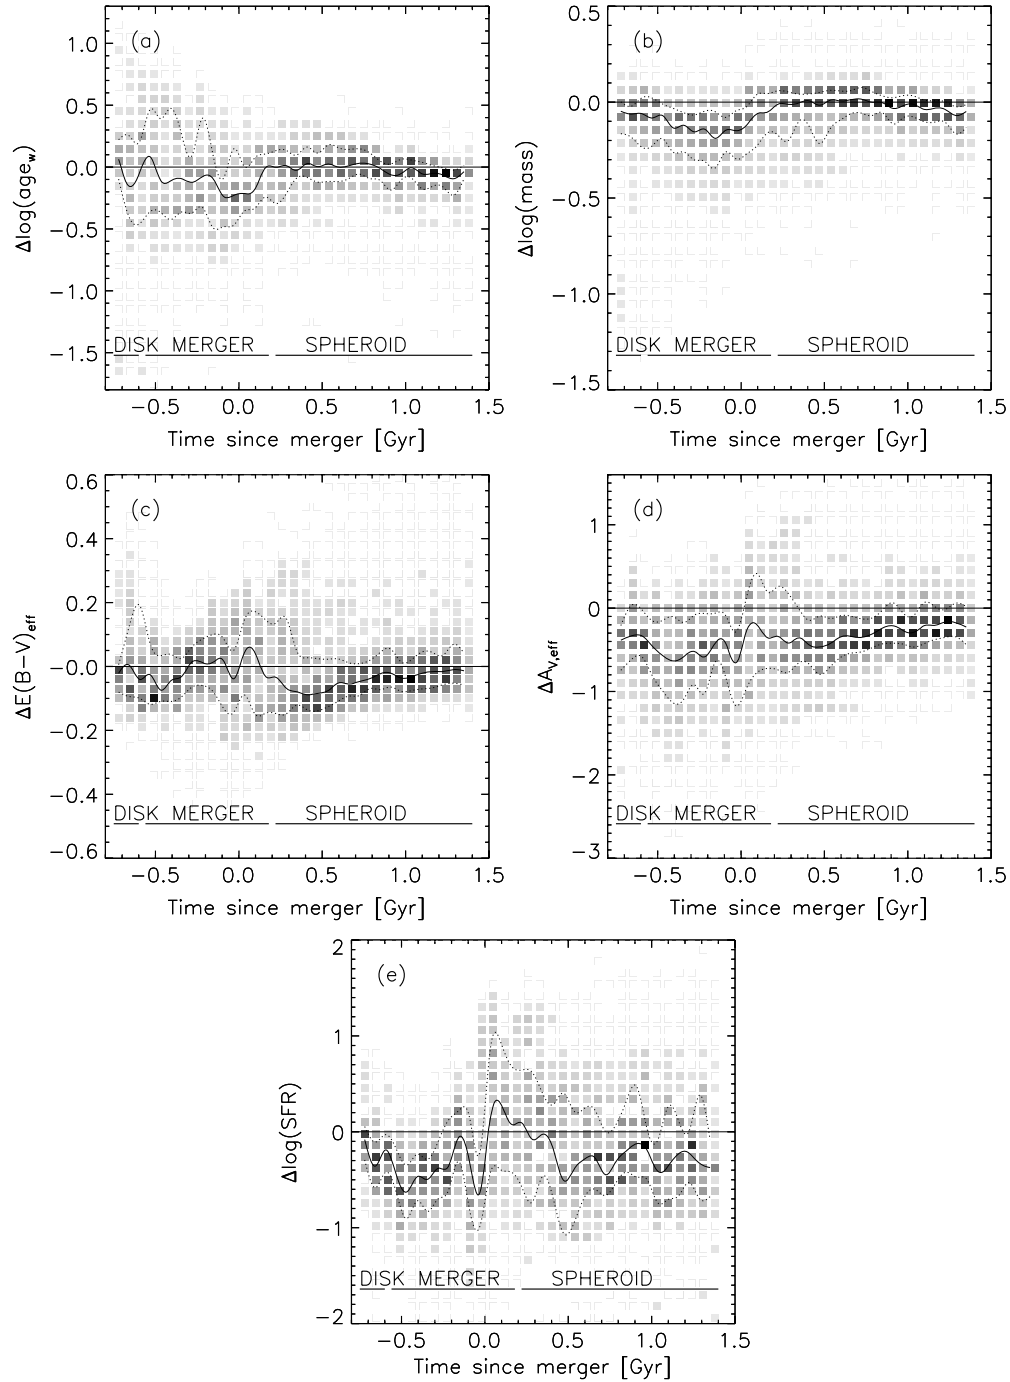 (a)
Δlog(age_w)
1.0
0.5
0.0
−0.5
−1.0
−1.5
DISK MERGER SPHEROID
−0.5 0.0 0.5 1.0 1.5
Time since merger [Gyr]
(b)
Δlog(mass)
0.5
0.0
−0.5
−1.0
−1.5
DISK MERGER SPHEROID
−0.5 0.0 0.5 1.0 1.5
Time since merger [Gyr]
(c)
ΔE(B−V)_eff
0.6
0.4
0.2
−0.0
−0.2
−0.4
−0.6
DISK MERGER SPHEROID
−0.5 0.0 0.5 1.0 1.5
Time since merger [Gyr]
(d)
ΔA_V,eff
1
0
−1
−2
−3
DISK MERGER SPHEROID
−0.5 0.0 0.5 1.0 1.5
Time since merger [Gyr]
(e)
Δlog(SFR)
2
1
0
−1
−2
DISK MERGER SPHEROID
−0.5 0.0 0.5 1.0 1.5
Time since merger [Gyr]